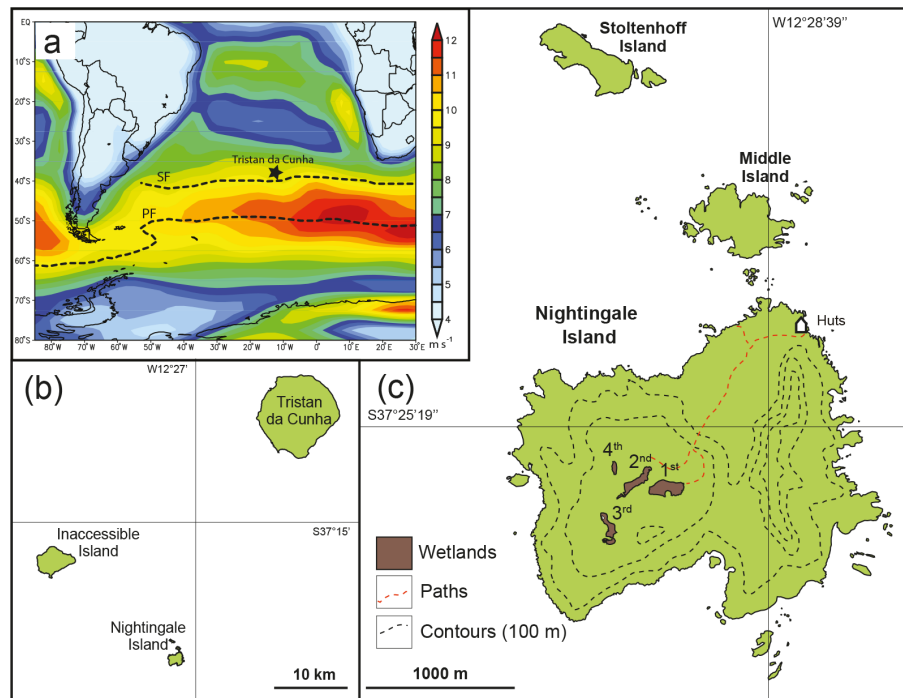 a
EQ
10°S
20°S
30°S
40°S
50°S
60°S
70°S
80°S
80°W
70°W
60°W
50°W
40°W
30°W
20°W
10°W
0°
10°E
20°E
30°E
Tristan da Cunha
SF
PF
12
11
10
9
8
7
6
5
4
m s-1
(b)
W12°27'
Tristan
da Cunha
S37°15'
Inaccessible
Island
Nightingale
Island
10 km
(c)
W12°28'39''
Stoltenhoff
Island
Middle
Island
Nightingale
Island
Huts
S37°25'19''
4th
2nd
1st
3rd
Wetlands
Paths
Contours (100 m)
1000 m